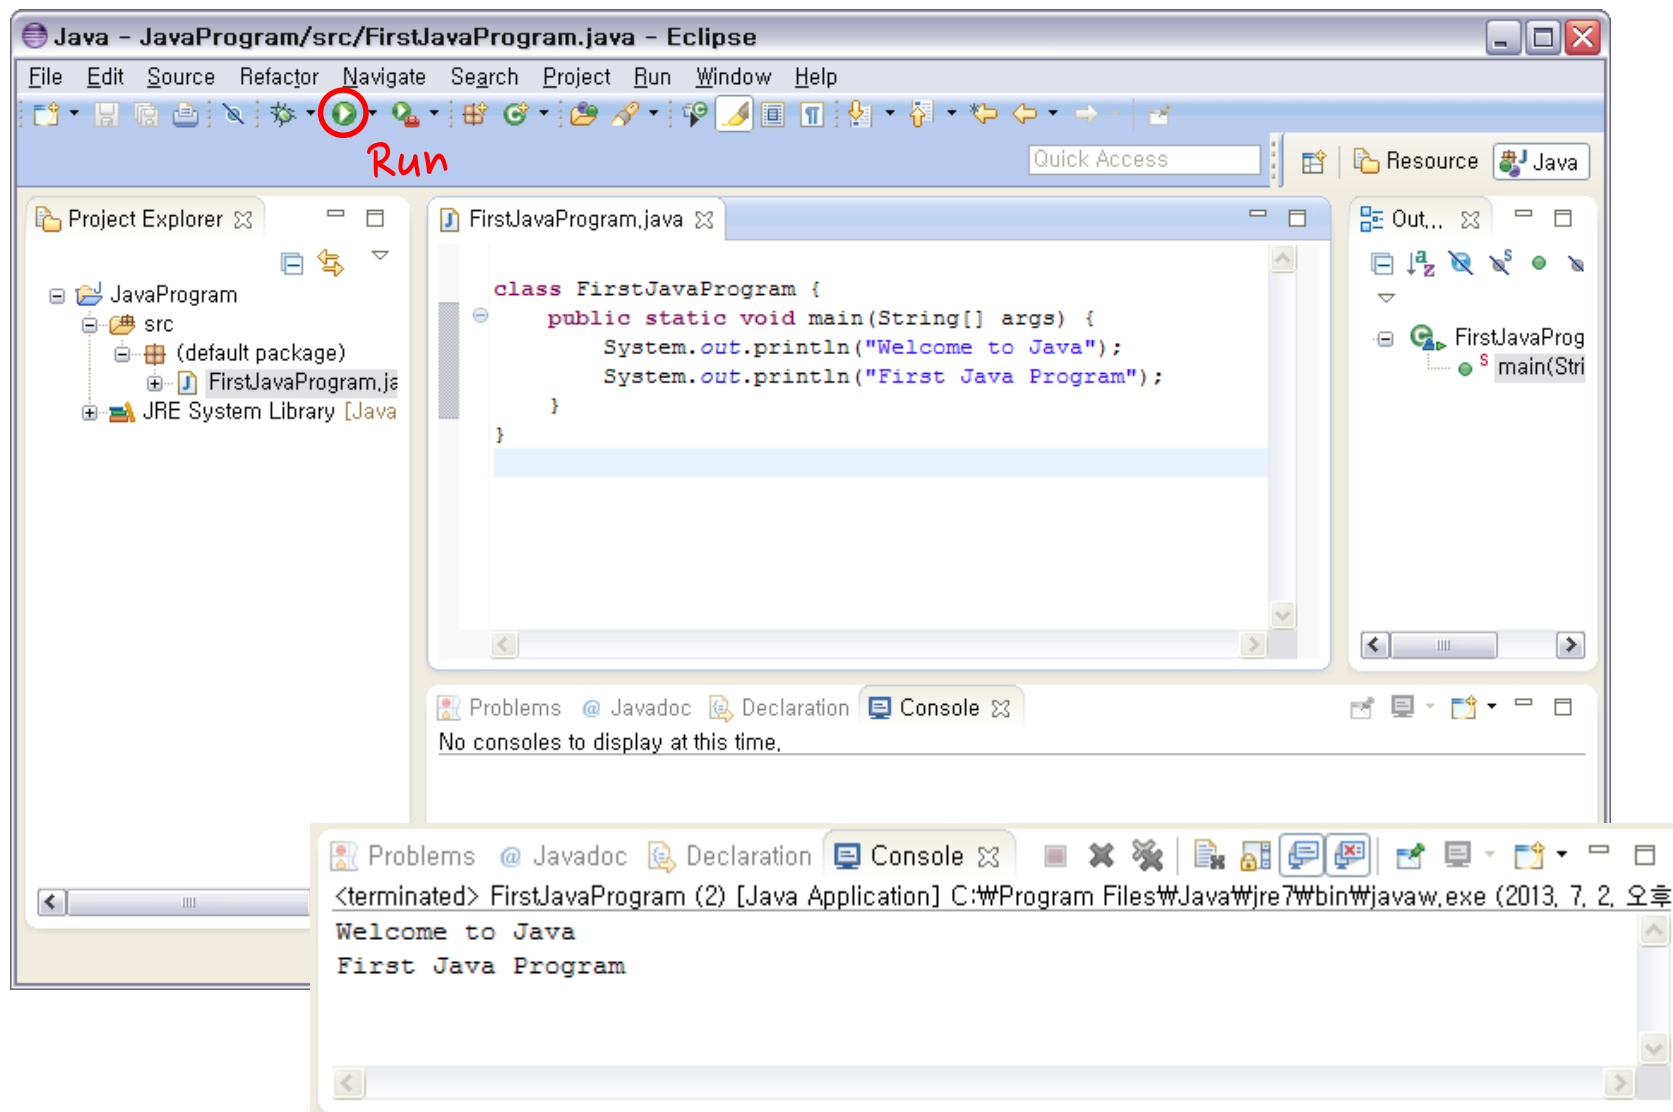 Java - JavaProgram/src/FirstJavaProgram.java - Eclipse
File Edit Source Refactor Navigate Search Project Run Window Help
Run
Quick Access
Resource
Java
Project Explorer
JavaProgram
src
(default package)
FirstJavaProgram.ja
JRE System Library [Java
FirstJavaProgram.java
class FirstJavaProgram {
public static void main(String[] args) {
System.out.println("Welcome to Java");
System.out.println("First Java Program");
}
}
Out...
FirstJavaProg
main(Stri
Problems @ Javadoc Declaration Console
No consoles to display at this time.
Problems @ Javadoc Declaration Console
<terminated> FirstJavaProgram (2) [Java Application] C:₩Program Files₩Java₩jre7₩bin₩javaw.exe (2013. 7. 2. 오후
Welcome to Java
First Java Program